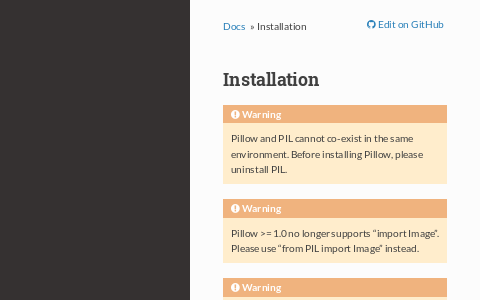 Docs » Installation
Edit on GitHub
Installation
Warning
Pillow and PIL cannot co-exist in the same
environment. Before installing Pillow, please
uninstall PIL.
Warning
Pillow >= 1.0 no longer supports “import Image”.
Please use “from PIL import Image” instead.
Warning